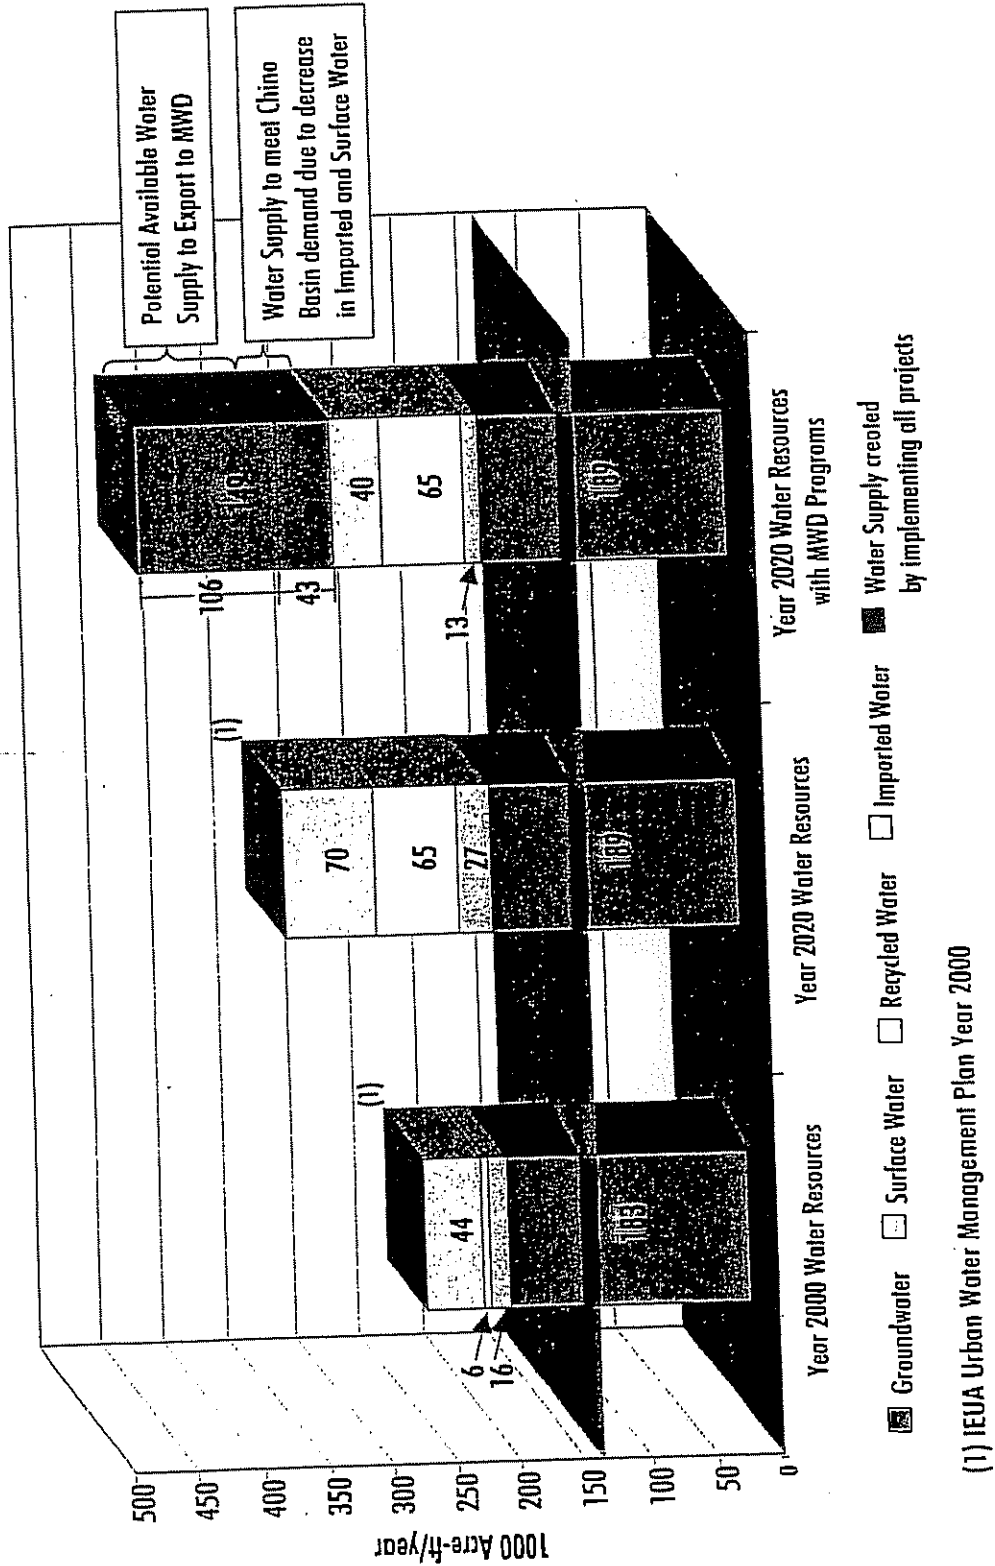 Potential Available Water
Supply to Export to MWD
Water Supply to meet Chino
Basin demand due to decrease
in Imported and Surface Water
1000 Acre-ft/year
500
450
400
350
300
250
200
150
100
50
0
(1)
44
6
16
183
(1)
70
65
27
189
106
43
149
40
65
13
189
Year 2000 Water Resources
Year 2020 Water Resources
Year 2020 Water Resources
with MWD Programs
Groundwater
Surface Water
Recycled Water
Imported Water
Water Supply created
by implementing all projects
(1) IEUA Urban Water Management Plan Year 2000